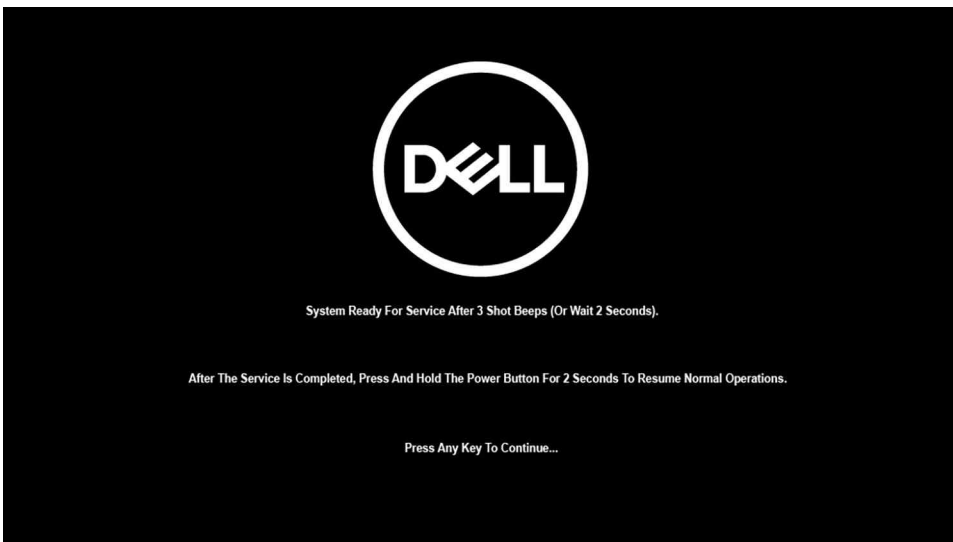 DELL
System Ready For Service After 3 Shot Beeps (Or Wait 2 Seconds).
After The Service Is Completed, Press And Hold The Power Button For 2 Seconds To Resume Normal Operations.
Press Any Key To Continue...